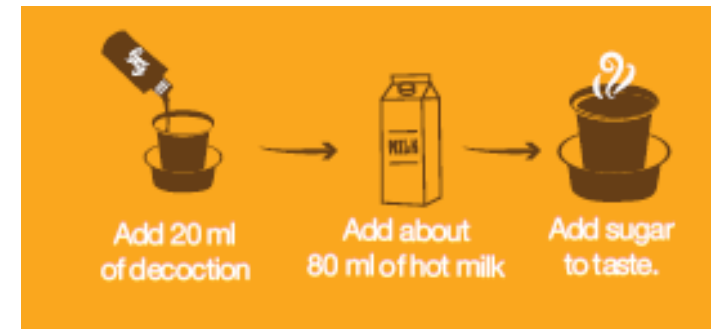 Add 20 ml
of decoction
MILK
Add about
80 ml of hot milk
Add sugar
to taste.